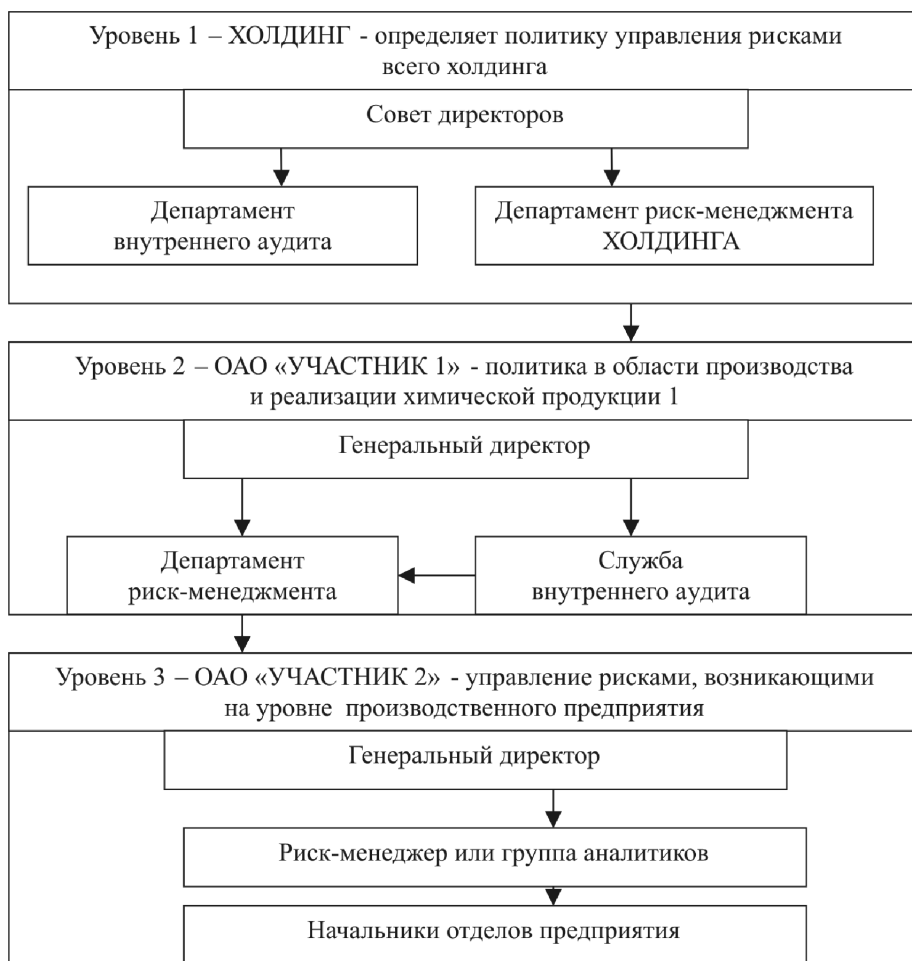 Уровень 1 – ХОЛДИНГ - определяет политику управления рисками
всего холдинга
Совет директоров
Департамент
внутреннего аудита
Департамент риск-менеджмента
ХОЛДИНГА
Уровень 2 – ОАО «УЧАСТНИК 1» - политика в области производства
и реализации химической продукции 1
Генеральный директор
Департамент
риск-менеджмента
Служба
внутреннего аудита
Уровень 3 – ОАО «УЧАСТНИК 2» - управление рисками, возникающими
на уровне производственного предприятия
Генеральный директор
Риск-менеджер или группа аналитиков
Начальники отделов предприятия